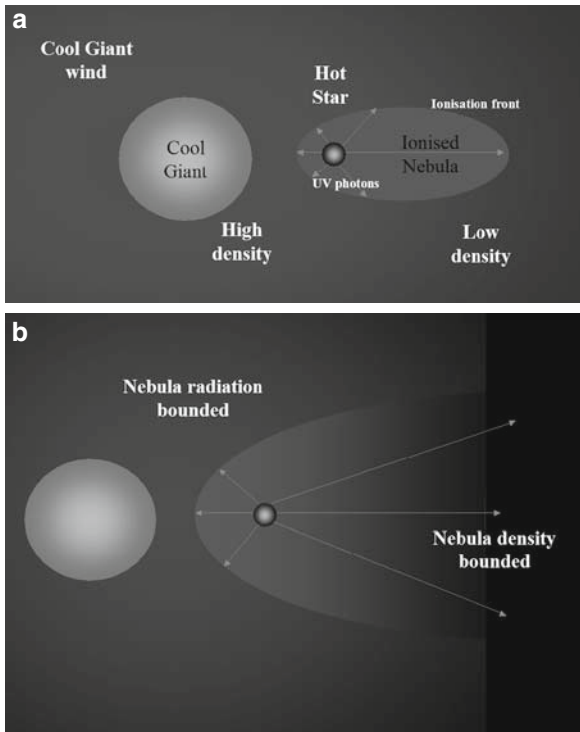 a
Cool Giant
wind
Hot
Star
Ionisation front
Cool
Giant
Ionised
Nebula
UV photons
High
density
Low
density
b
Nebula radiation
bounded
Nebula density
bounded